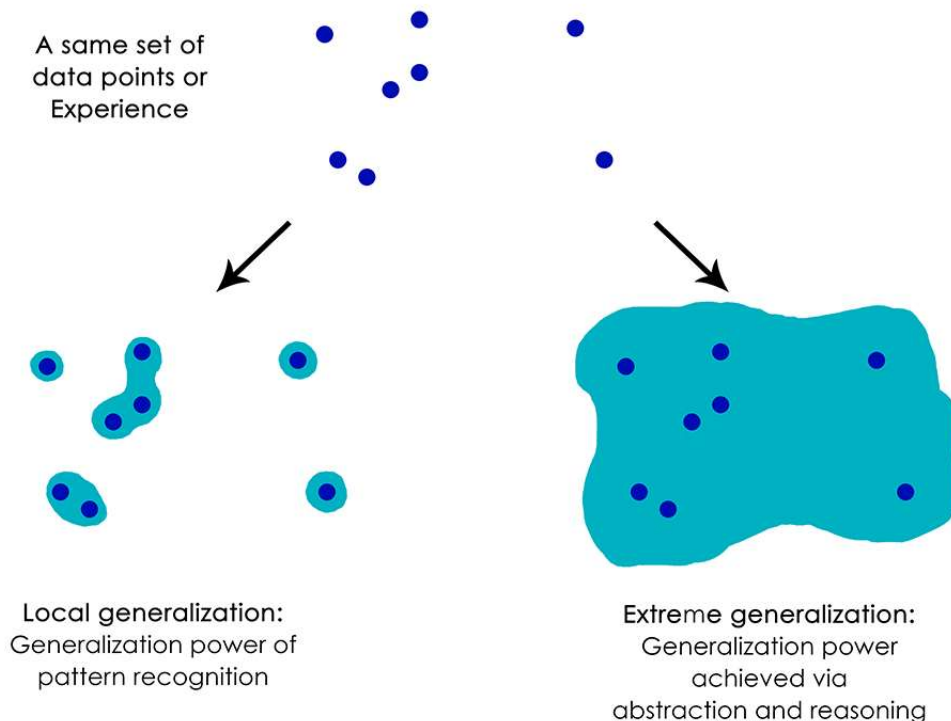 A same set of
data points or
Experience
Local generalization:
Generalization power of
pattern recognition
Extreme generalization:
Generalization power
achieved via
abstraction and reasoning